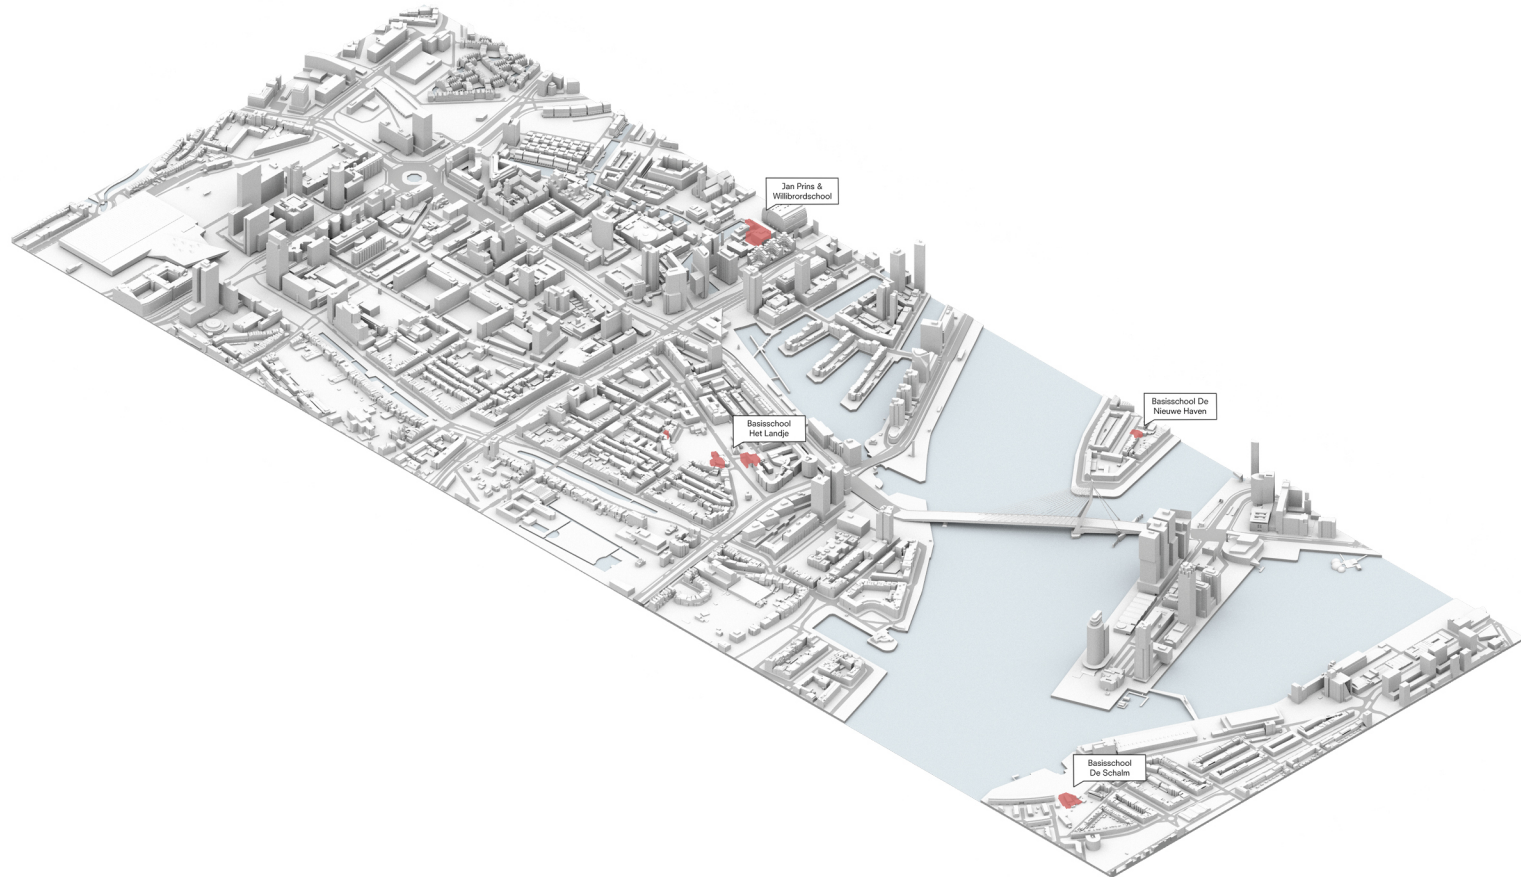 Jan Prins &
Willibrordschool
Basisschool De
Nieuwe Haven
Basisschool
Het Landje
Basisschool
De Schalm